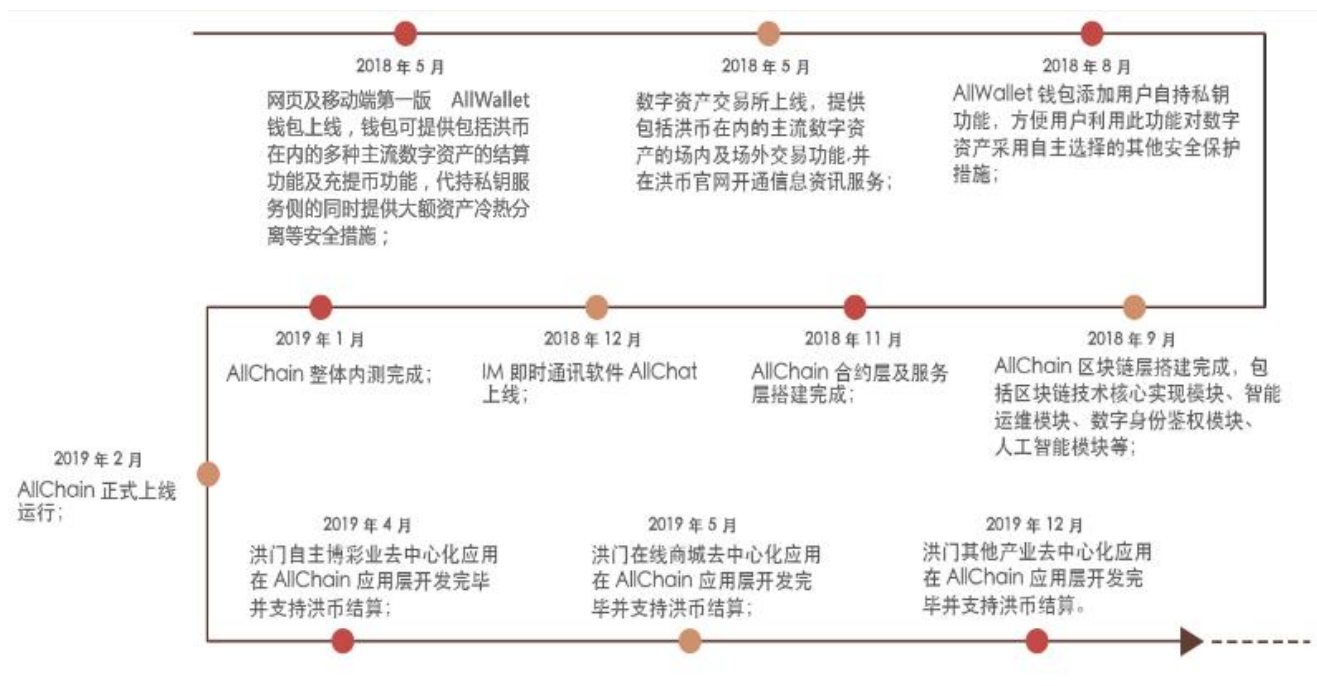 2018 年 5 月
网页及移动端第一版 AllWallet
钱包上线，钱包可提供包括洪币
在内的多种主流数字资产的结算
功能及充提币功能，代持私钥服
务侧的同时提供大额资产冷热分
离等安全措施；
2018 年 5 月
数字资产交易所上线，提供
包括洪币在内的主流数字资
产的场内及场外交易功能,并
在洪币官网开通信息资讯服务；
2018 年 8 月
AllWallet 钱包添加用户自持私钥
功能，方便用户利用此功能对数字
资产采用自主选择的其他安全保护
措施；
2018 年 9 月
AllChain 区块链层搭建完成，包
括区块链技术核心实现模块、智能
运维模块、数字身份鉴权模块、
人工智能模块等；
2018 年 11 月
AllChain 合约层及服务
层搭建完成；
2018 年 12 月
IM 即时通讯软件 AllChat
上线；
2019 年 1 月
AllChain 整体内测完成；
2019 年 2 月
AllChain 正式上线
运行；
2019 年 4 月
洪门自主博彩业去中心化应用
在 AllChain 应用层开发完毕
并支持洪币结算；
2019 年 5 月
洪门在线商城去中心化应用
在 AllChain 应用层开发完
毕并支持洪币结算；
2019 年 12 月
洪门其他产业去中心化应用
在 AllChain 应用层开发完
毕并支持洪币结算。